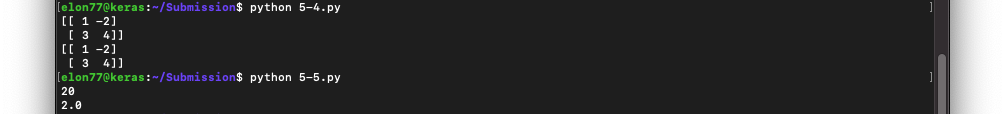 [elon77@keras:~/Submission$ python 5-4.py ]
[[ 1 -2]
 [ 3  4]]
[[ 1 -2]
 [ 3  4]]
[elon77@keras:~/Submission$ python 5-5.py ]
20
2.0